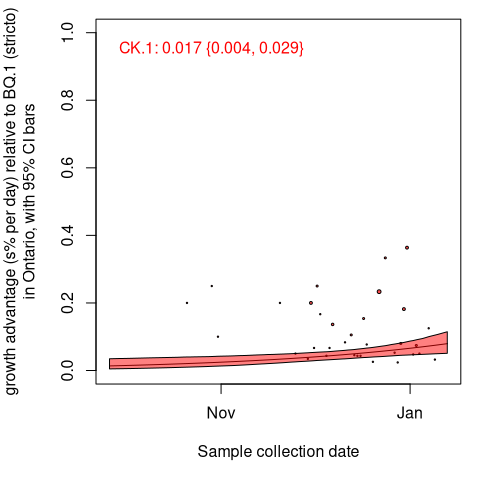 growth advantage (s% per day) relative to BQ.1 (stricto)
in Ontario, with 95% CI bars
1.0
0.8
0.6
0.4
0.2
0.0
CK.1: 0.017 {0.004, 0.029}
Nov
Jan
Sample collection date